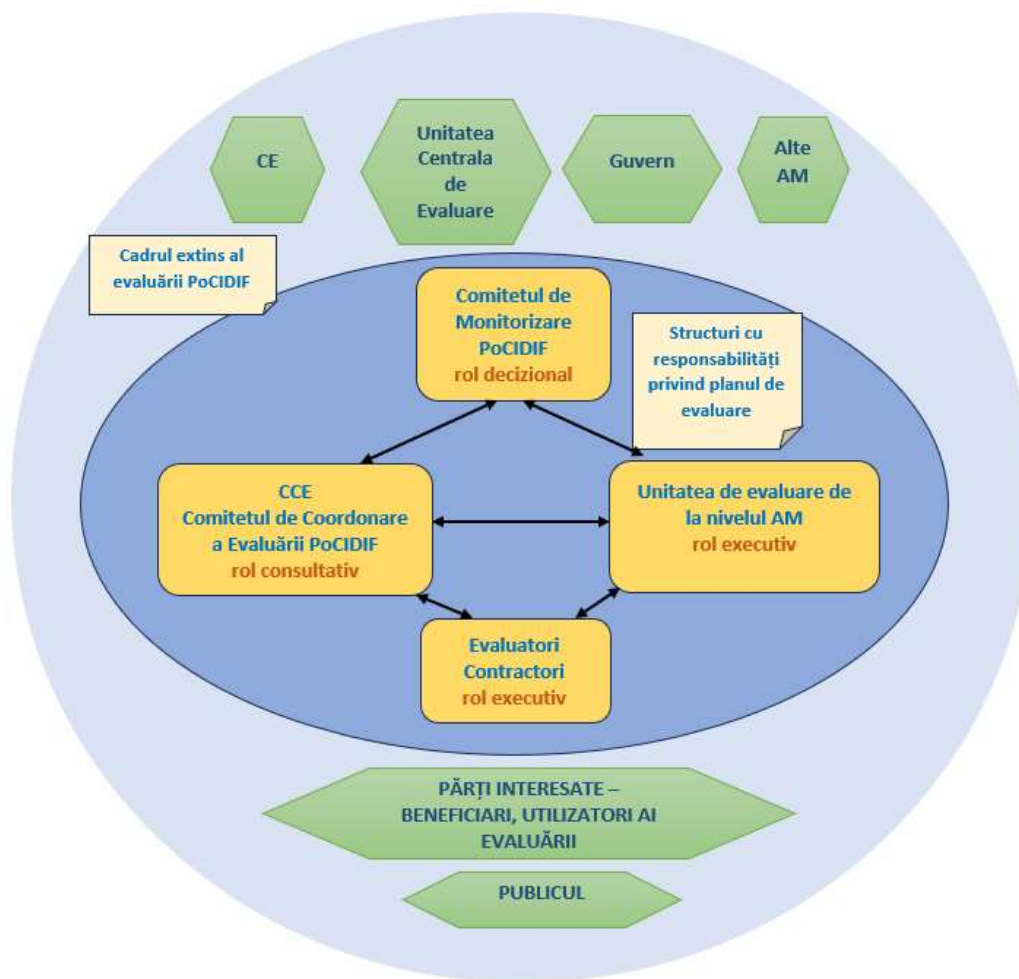 CE
Unitatea
Centrala
de
Evaluare
Guvern
Alte
AM
Cadrul extins al
evaluării PoCIDIF
Comitetul de
Monitorizare
PoCIDIF
rol decizional
Structuri cu
responsabilități
privind planul de
evaluare
CCE
Comitetul de Coordonare
a Evaluării PoCIDIF
rol consultativ
Unitatea de evaluare de
la nivelul AM
rol executiv
Evaluatori
Contractori
rol executiv
PĂRȚI INTERESATE –
BENEFICIARI, UTILIZATORI AI
EVALUĂRII
PUBLICUL